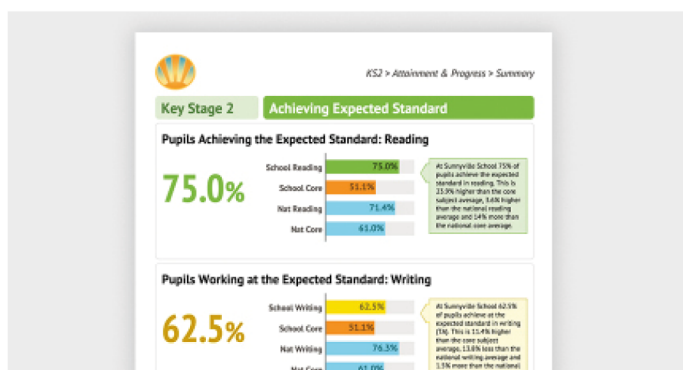 KS2 > Attainment & Progress > Summary
Key Stage 2
Achieving Expected Standard
Pupils Achieving the Expected Standard: Reading
75.0%
School Reading 75.0%
School Core 51.1%
Nat Reading 71.4%
Nat Core 61.0%
At Sunnyville School 75% of
pupils achieve the expected
standard in reading. This is
23.9% higher than the core
subject average, 3.6% higher
than the national reading
average and 14% more than
the national core average.
Pupils Working at the Expected Standard: Writing
62.5%
School Writing 62.5%
School Core 51.1%
Nat Writing 76.3%
Nat Core 61.0%
At Sunnyville School 62.5%
of pupils achieve at the
expected standard in writing
(TA). This is 11.4% higher
than the core subject
average, 13.8% less than the
national writing average and
1.5% more than the national